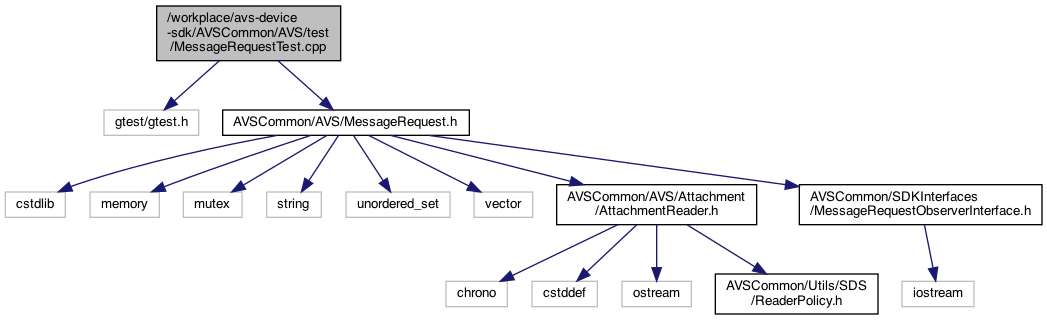 /workplace/avs-device
-sdk/AVSCommon/AVS/test
/MessageRequestTest.cpp
gtest/gtest.h
AVSCommon/AVS/MessageRequest.h
cstdlib
memory
mutex
string
unordered_set
vector
AVSCommon/AVS/Attachment
/AttachmentReader.h
AVSCommon/SDKInterfaces
/MessageRequestObserverInterface.h
chrono
cstddef
ostream
AVSCommon/Utils/SDS
/ReaderPolicy.h
iostream